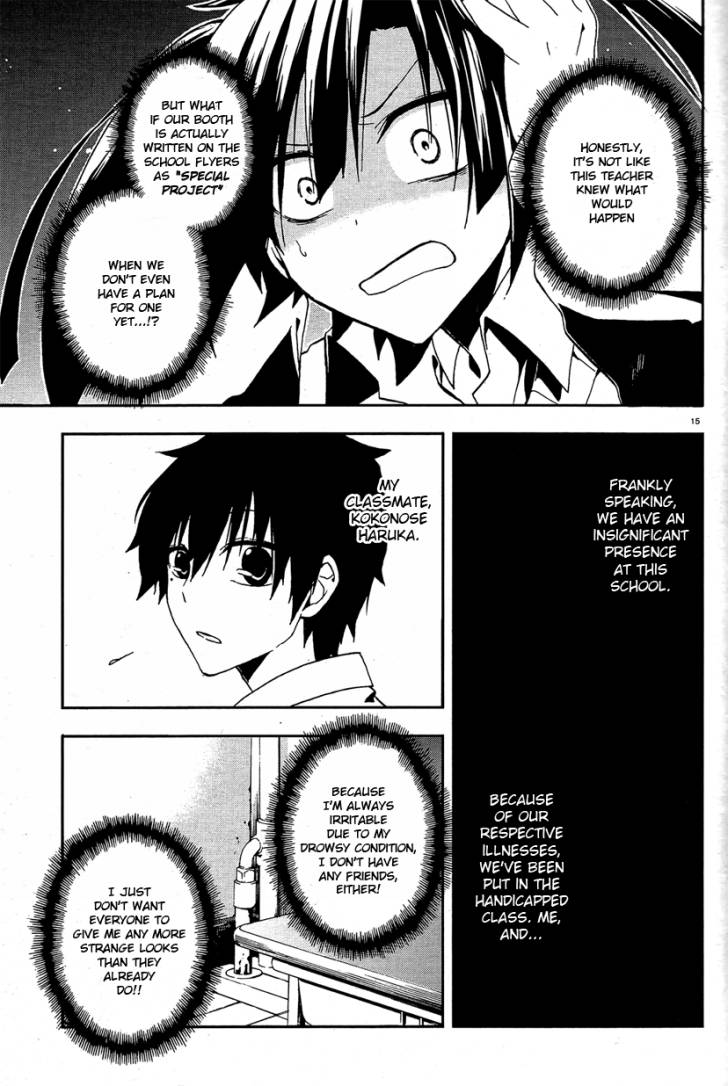 HONESTLY,
IT'S NOT LIKE
THIS TEACHER
KNEW WHAT
WOULD
HAPPEN
BUT WHAT
IF OUR BOOTH
IS ACTUALLY
WRITTEN ON THE
SCHOOL FLYERS
AS "SPECIAL
PROJECT"
WHEN WE
DON'T EVEN
HAVE A PLAN
FOR ONE
YET...!?
15
FRANKLY
SPEAKING,
WE HAVE AN
INSIGNIFICANT
PRESENCE
AT THIS
SCHOOL.
BECAUSE
OF OUR
RESPECTIVE
ILLNESSES,
WE'VE BEEN
PUT IN THE
HANDICAPPED
CLASS. ME,
AND...
MY
CLASSMATE,
KOKONOSE
HARUKA.
BECAUSE
I'M ALWAYS
IRRITABLE
DUE TO MY
DROWSY CONDITION,
I DON'T HAVE
ANY FRIENDS,
EITHER!
I JUST
DON'T WANT
EVERYONE TO
GIVE ME ANY MORE
STRANGE LOOKS
THAN THEY
ALREADY
DO!!